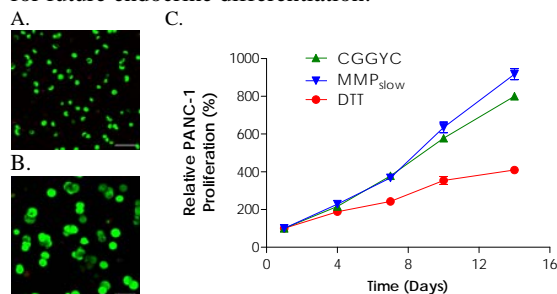 for future endocrine differentiation.
A.
B.
C.
CGGYC
MMPslow
DTT
Relative PANC-1
Proliferation (%)
1000
800
600
400
200
0
0 4 8 12 16
Time (Days)